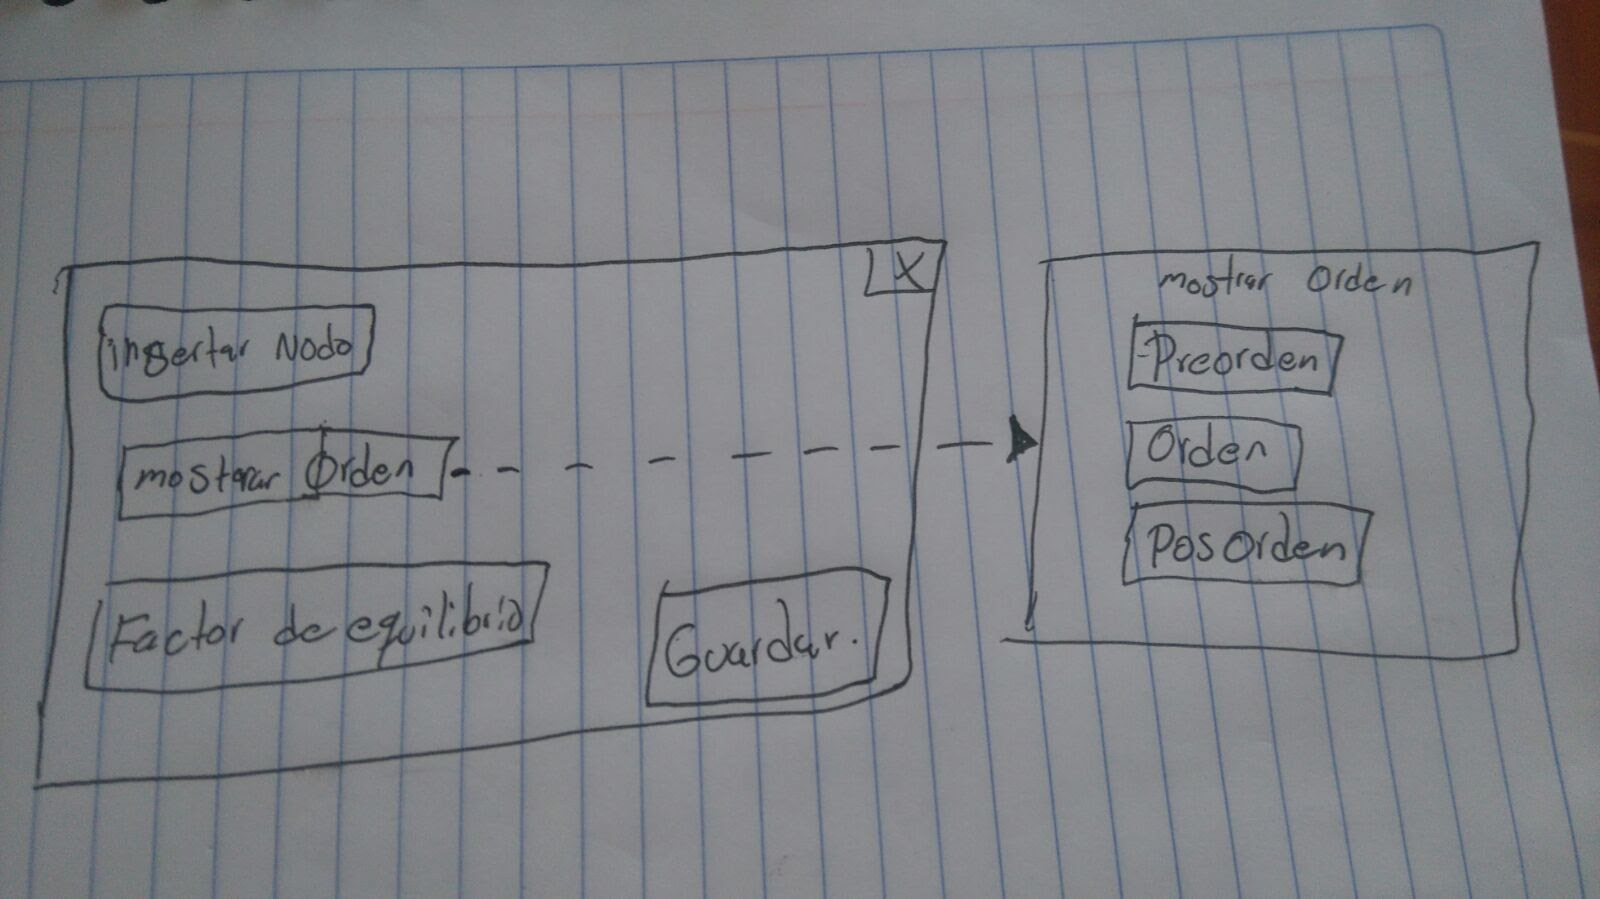 X
insertar Nodo
mostrar Orden
Factor de equilibrio
Guardar.
mostrar Orden
-Preorden
Orden
PosOrden